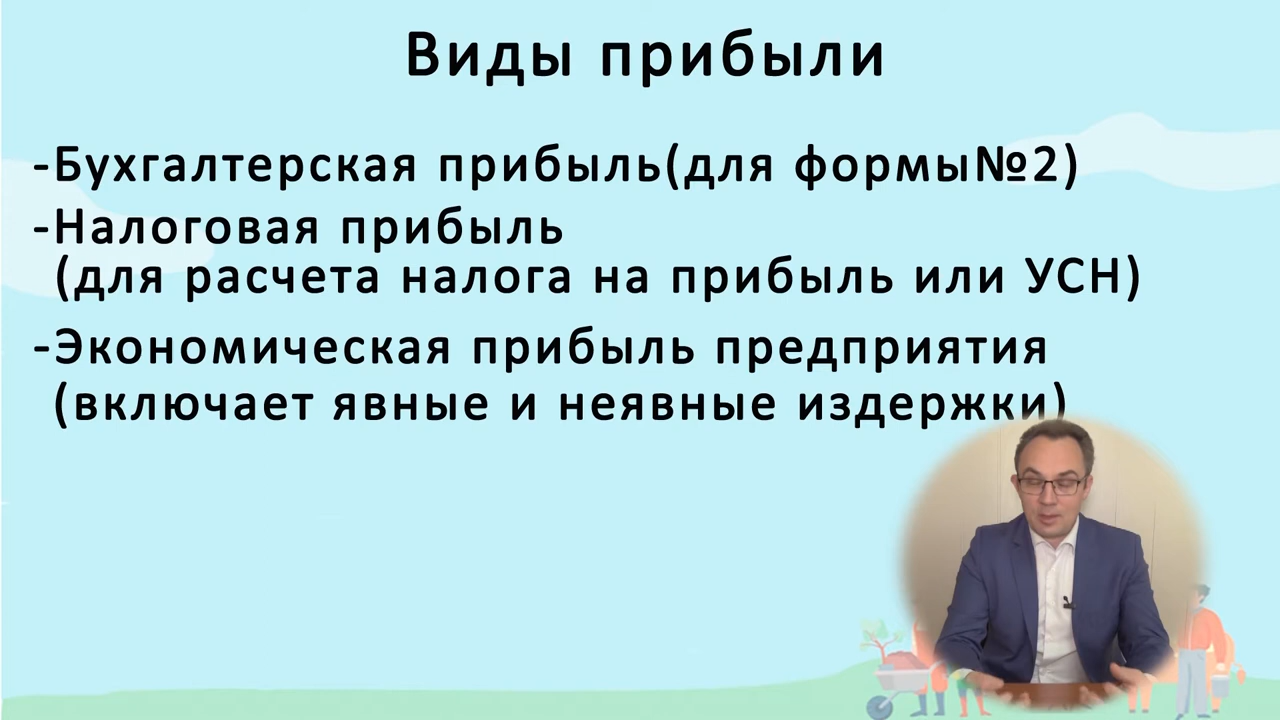 Виды прибыли
-Бухгалтерская прибыль(для формы№2)
-Налоговая прибыль
(для расчета налога на прибыль или УСН)
-Экономическая прибыль предприятия
(включает явные и неявные издержки)